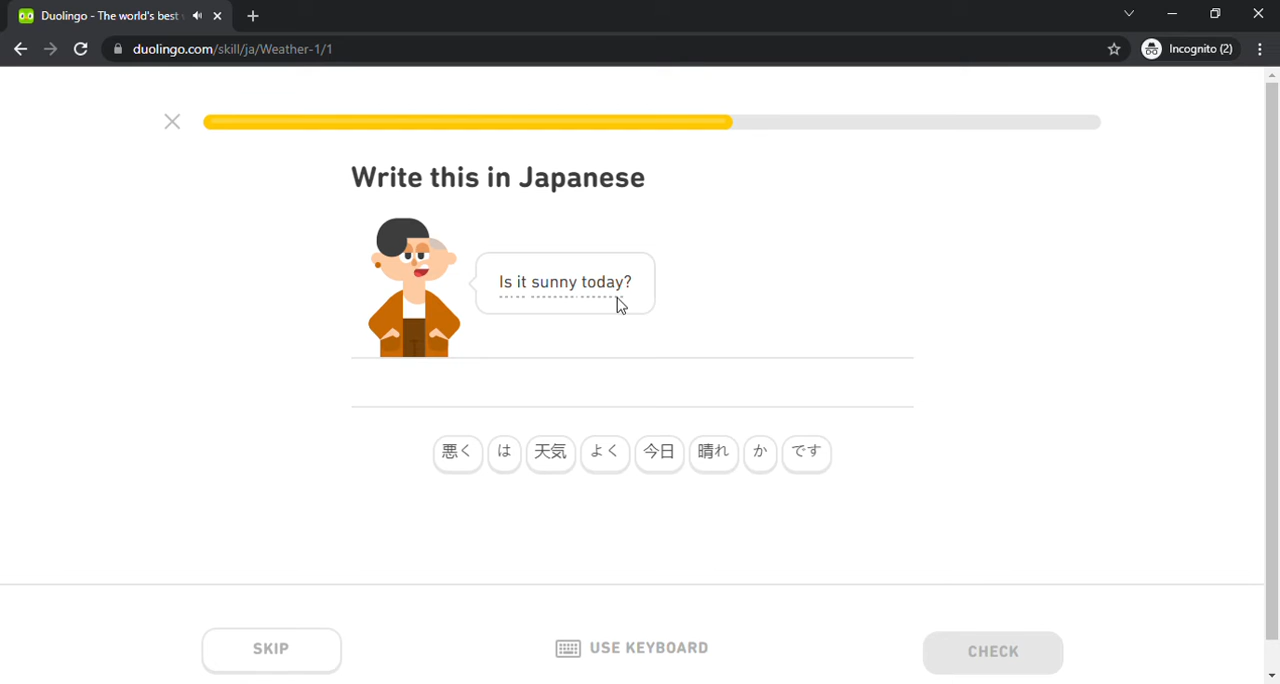 Duolingo - The world's best
duolingo.com/skill/ja/Weather-1/1
Incognito (2)
Write this in Japanese
Is it sunny today?
悪く は 天気 よく 今日 晴れ か です
SKIP
USE KEYBOARD
CHECK